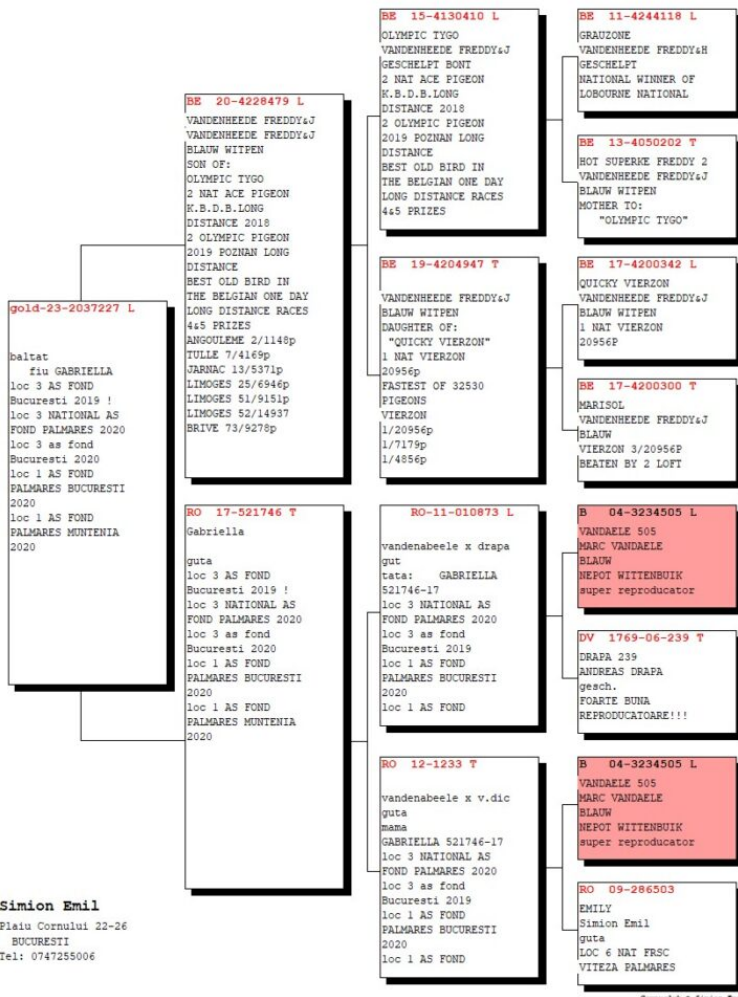 gold-23-2037227 L
baltat
fiu GABRIELLA
loc 3 AS FOND
Bucuresti 2019 !
loc 3 NATIONAL AS
FOND PALMARES 2020
loc 3 as fond
Bucuresti 2020
loc 1 AS FOND
PALMARES BUCURESTI
2020
loc 1 AS FOND
PALMARES MUNTENIA
2020
BE 20-4228479 L
VANDENHEEDE FREDDY&J
VANDENHEEDE FREDDY&J
BLAUW WITPEN
SON OF:
OLYMPIC TYGO
2 NAT ACE PIGEON
K.B.D.B.LONG
DISTANCE 2018
2 OLYMPIC PIGEON
2019 POZNAN LONG
DISTANCE
BEST OLD BIRD IN
THE BELGIAN ONE DAY
LONG DISTANCE RACES
4&5 PRIZES
ANGOULEME 2/1148p
TULLE 7/4169p
JARNAC 13/5371p
LIMOGES 25/6946p
LIMOGES 51/9151p
LIMOGES 52/14937
BRIVE 73/9278p
RO 17-521746 T
Gabriella
guta
loc 3 AS FOND
Bucuresti 2019 !
loc 3 NATIONAL AS
FOND PALMARES 2020
loc 3 as fond
Bucuresti 2020
loc 1 AS FOND
PALMARES BUCURESTI
2020
loc 1 AS FOND
PALMARES MUNTENIA
2020
BE 15-4130410 L
OLYMPIC TYGO
VANDENHEEDE FREDDY&J
GESCHELPT BONT
2 NAT ACE PIGEON
K.B.D.B.LONG
DISTANCE 2018
2 OLYMPIC PIGEON
2019 POZNAN LONG
DISTANCE
BEST OLD BIRD IN
THE BELGIAN ONE DAY
LONG DISTANCE RACES
4&5 PRIZES
BE 19-4204947 T
VANDENHEEDE FREDDY&J
BLAUW WITPEN
DAUGHTER OF:
"QUICKY VIERZON"
1 NAT VIERZON
20956p
FASTEST OF 32530
PIGEONS
VIERZON
1/20956p
1/7179p
1/4856p
RO-11-010873 L
vandenabeele x drapa
gut
tata: GABRIELLA
521746-17
loc 3 NATIONAL AS
FOND PALMARES 2020
loc 3 as fond
Bucuresti 2019
loc 1 AS FOND
PALMARES BUCURESTI
2020
loc 1 AS FOND
RO 12-1233 T
vandenabeele x v.dic
guta
mama
GABRIELLA 521746-17
loc 3 NATIONAL AS
FOND PALMARES 2020
loc 3 as fond
Bucuresti 2019
loc 1 AS FOND
PALMARES BUCURESTI
2020
loc 1 AS FOND
BE 11-4244118 L
GRAUZONE
VANDENHEEDE FREDDY&H
GESCHELPT
NATIONAL WINNER OF
LOBOURNE NATIONAL
BE 13-4050202 T
HOT SUPERKE FREDDY 2
VANDENHEEDE FREDDY&J
BLAUW WITPEN
MOTHER TO:
"OLYMPIC TYGO"
BE 17-4200342 L
QUICKY VIERZON
VANDENHEEDE FREDDY&J
BLAUW WITPEN
1 NAT VIERZON
20956P
BE 17-4200300 T
MARISOL
VANDENHEEDE FREDDY&J
BLAUW
VIERZON 3/20956P
BEATEN BY 2 LOFT
B 04-3234505 L
VANDAELE 505
MARC VANDAELE
BLAUW
NEPOT WITTENBUIK
super reproducator
DV 1769-06-239 T
DRAPA 239
ANDREAS DRAPA
gesch.
FOARTE BUNA
REPRODUCATOARE!!!
B 04-3234505 L
VANDAELE 505
MARC VANDAELE
BLAUW
NEPOT WITTENBUIK
super reproducator
RO 09-286503
EMILY
Simion Emil
guta
LOC 6 NAT FRSC
VITEZA PALMARES
Simion Emil
Plaiu Cornului 22-26
BUCURESTI
Tel: 0747255006